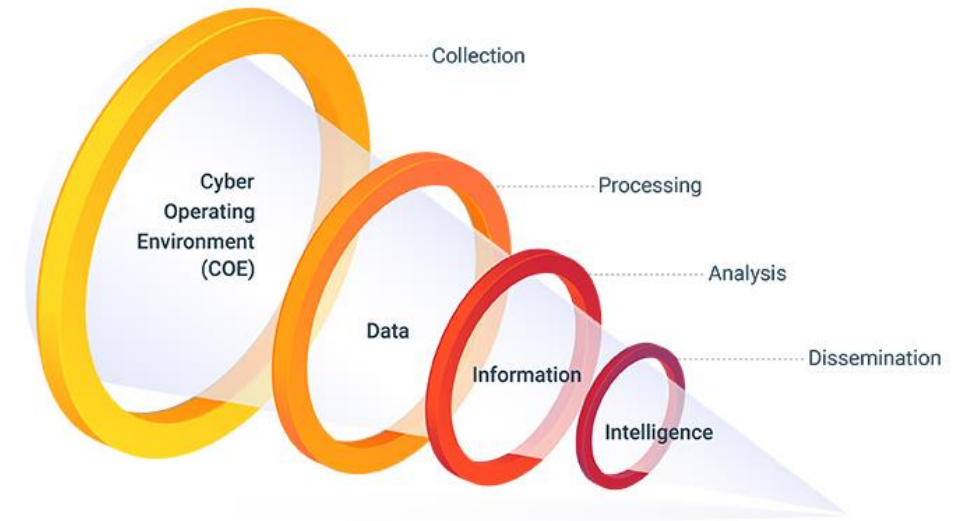 Collection
Cyber
Operating
Environment
(COE)
Processing
Data
Analysis
Information
Dissemination
Intelligence